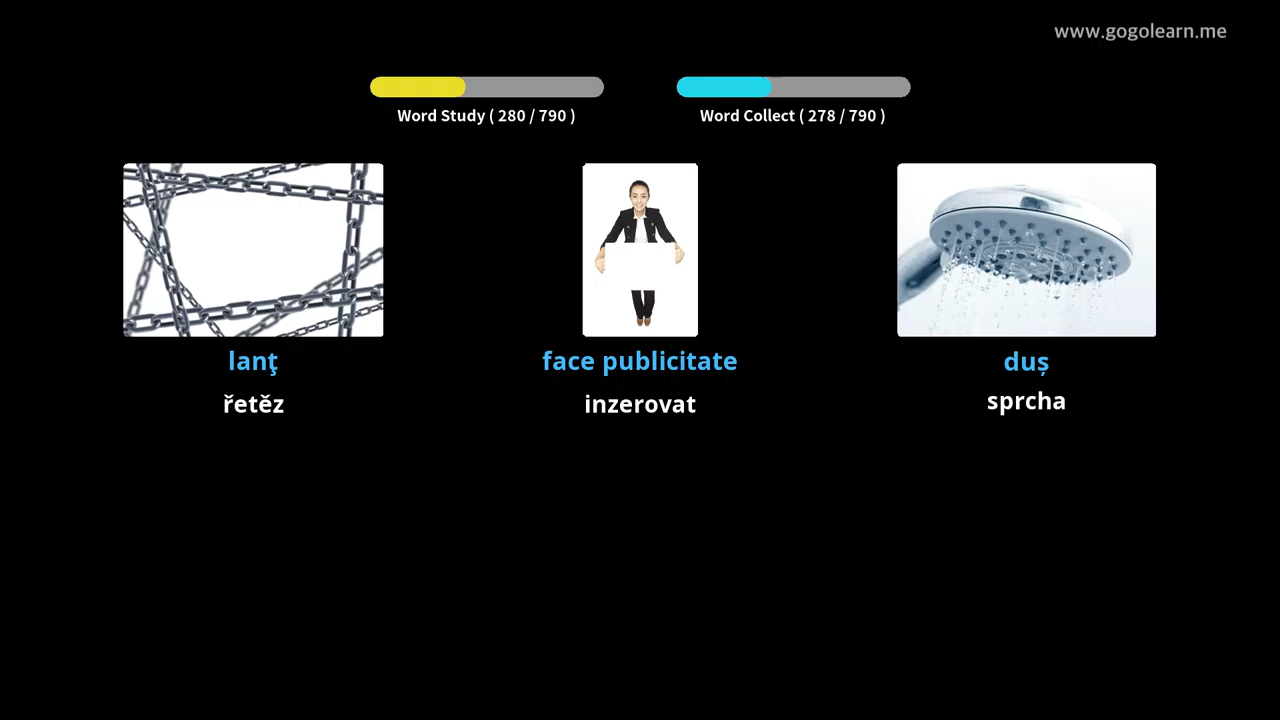 www.gogolearn.me
Word Study ( 280 / 790 )
Word Collect ( 278 / 790 )
lanţ
face publicitate
duș
řetěz
inzerovat
sprcha